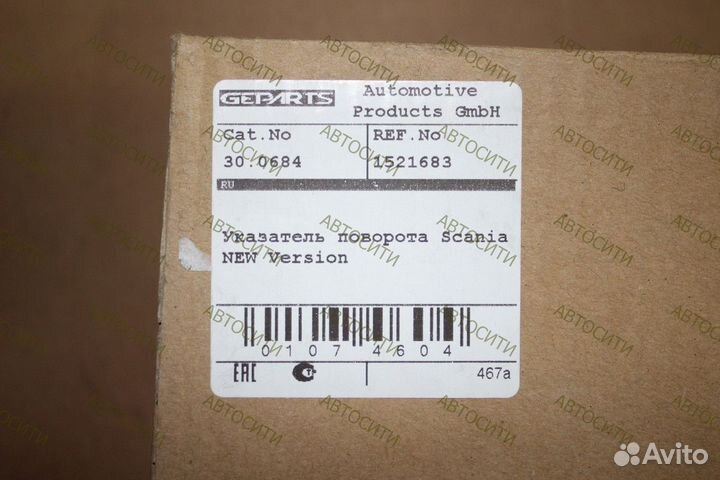 GEPARTS Automotive
Products GmbH
Cat.No REF.No
30.0684 1521683
RU
Указатель поворота Scania
NEW Version
0107 4604
EAC 467a
АВТОСИТИ
Avito